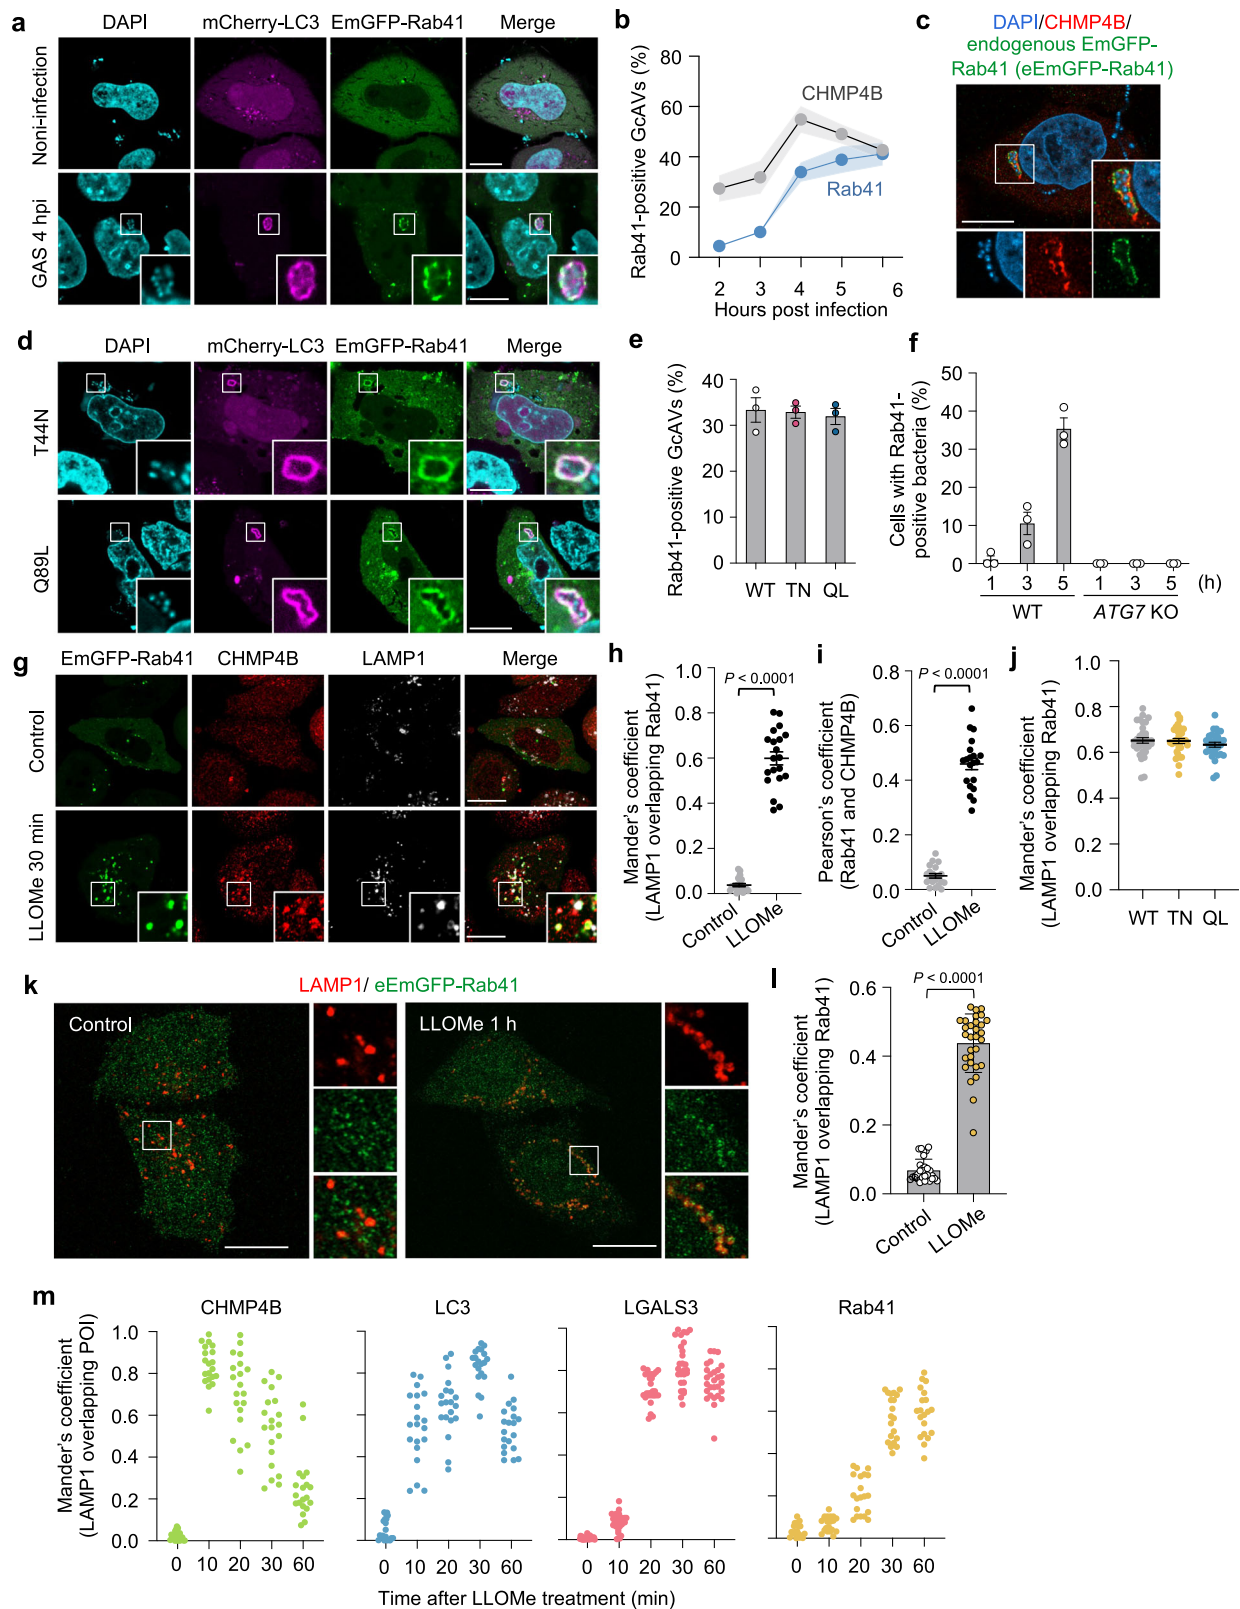 a
DAPI mCherry-LC3 EmGFP-Rab41 Merge
Noni-infection
GAS 4 hpi
b
Rab41-positive GcAVs (%)
80
60
40
20
0
CHMP4B
Rab41
2 3 4 5 6
Hours post infection
c
DAPI/CHMP4B/
endogenous EmGFP-
Rab41 (eEmGFP-Rab41)
d
DAPI mCherry-LC3 EmGFP-Rab41 Merge
T44N
Q89L
e
Rab41-positive GcAVs (%)
40
30
20
10
0
WT TN QL
f
Cells with Rab41-
positive bacteria (%)
50
40
30
20
10
0
1 3 5 1 3 5 (h)
WT ATG7 KO
g
EmGFP-Rab41 CHMP4B LAMP1 Merge
Control
LLOMe 30 min
h
Mander's coefficient
(LAMP1 overlapping Rab41)
1.0
0.8
0.6
0.4
0.2
0.0
P < 0.0001
Control
LLOMe
i
Pearson's coefficient
(Rab41 and CHMP4B)
0.8
0.6
0.4
0.2
0.0
P < 0.0001
Control
LLOMe
j
Mander's coefficient
(LAMP1 overlapping Rab41)
1.0
0.8
0.6
0.4
0.2
0.0
WT TN QL
k
LAMP1/ eEmGFP-Rab41
Control
LLOMe 1 h
l
Mander's coefficient
(LAMP1 overlapping Rab41)
0.6
0.4
0.2
0.0
P < 0.0001
Control
LLOMe
m
CHMP4B LC3 LGALS3 Rab41
Mander's coefficient
(LAMP1 overlapping POI)
1.0
0.8
0.6
0.4
0.2
0.0
0 10 20 30 60 0 10 20 30 60 0 10 20 30 60 0 10 20 30 60
Time after LLOMe treatment (min)